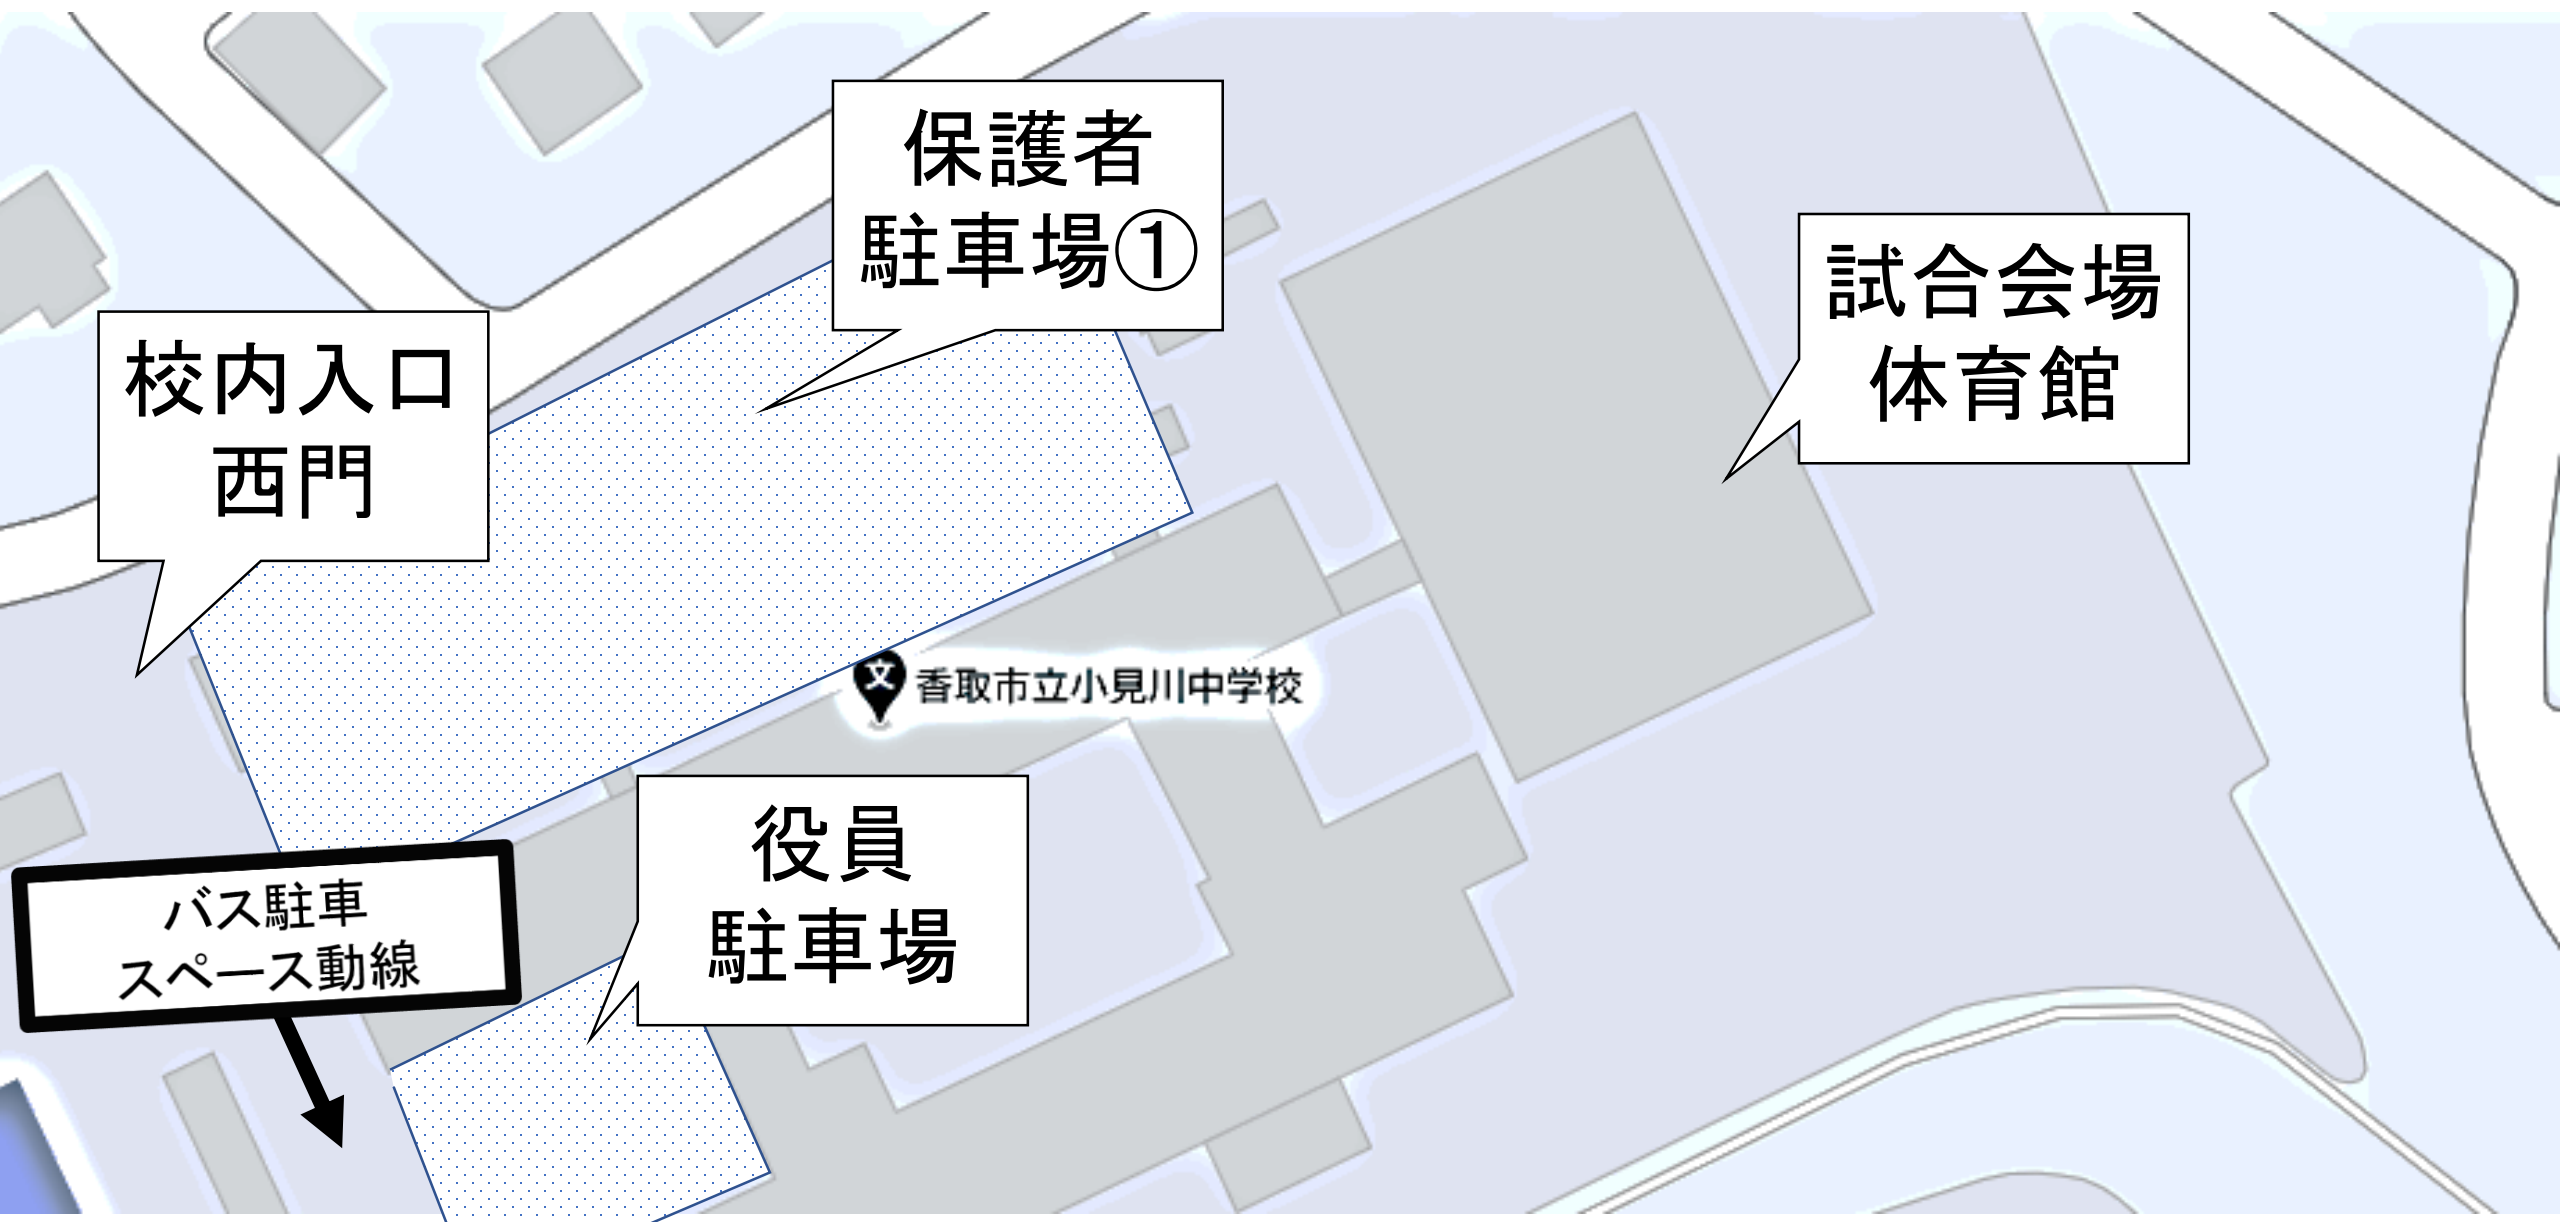 保護者
駐車場①
試合会場
体育館
校内入口
西門
文
香取市立小見川中学校
役員
駐車場
バス駐車
スペース動線